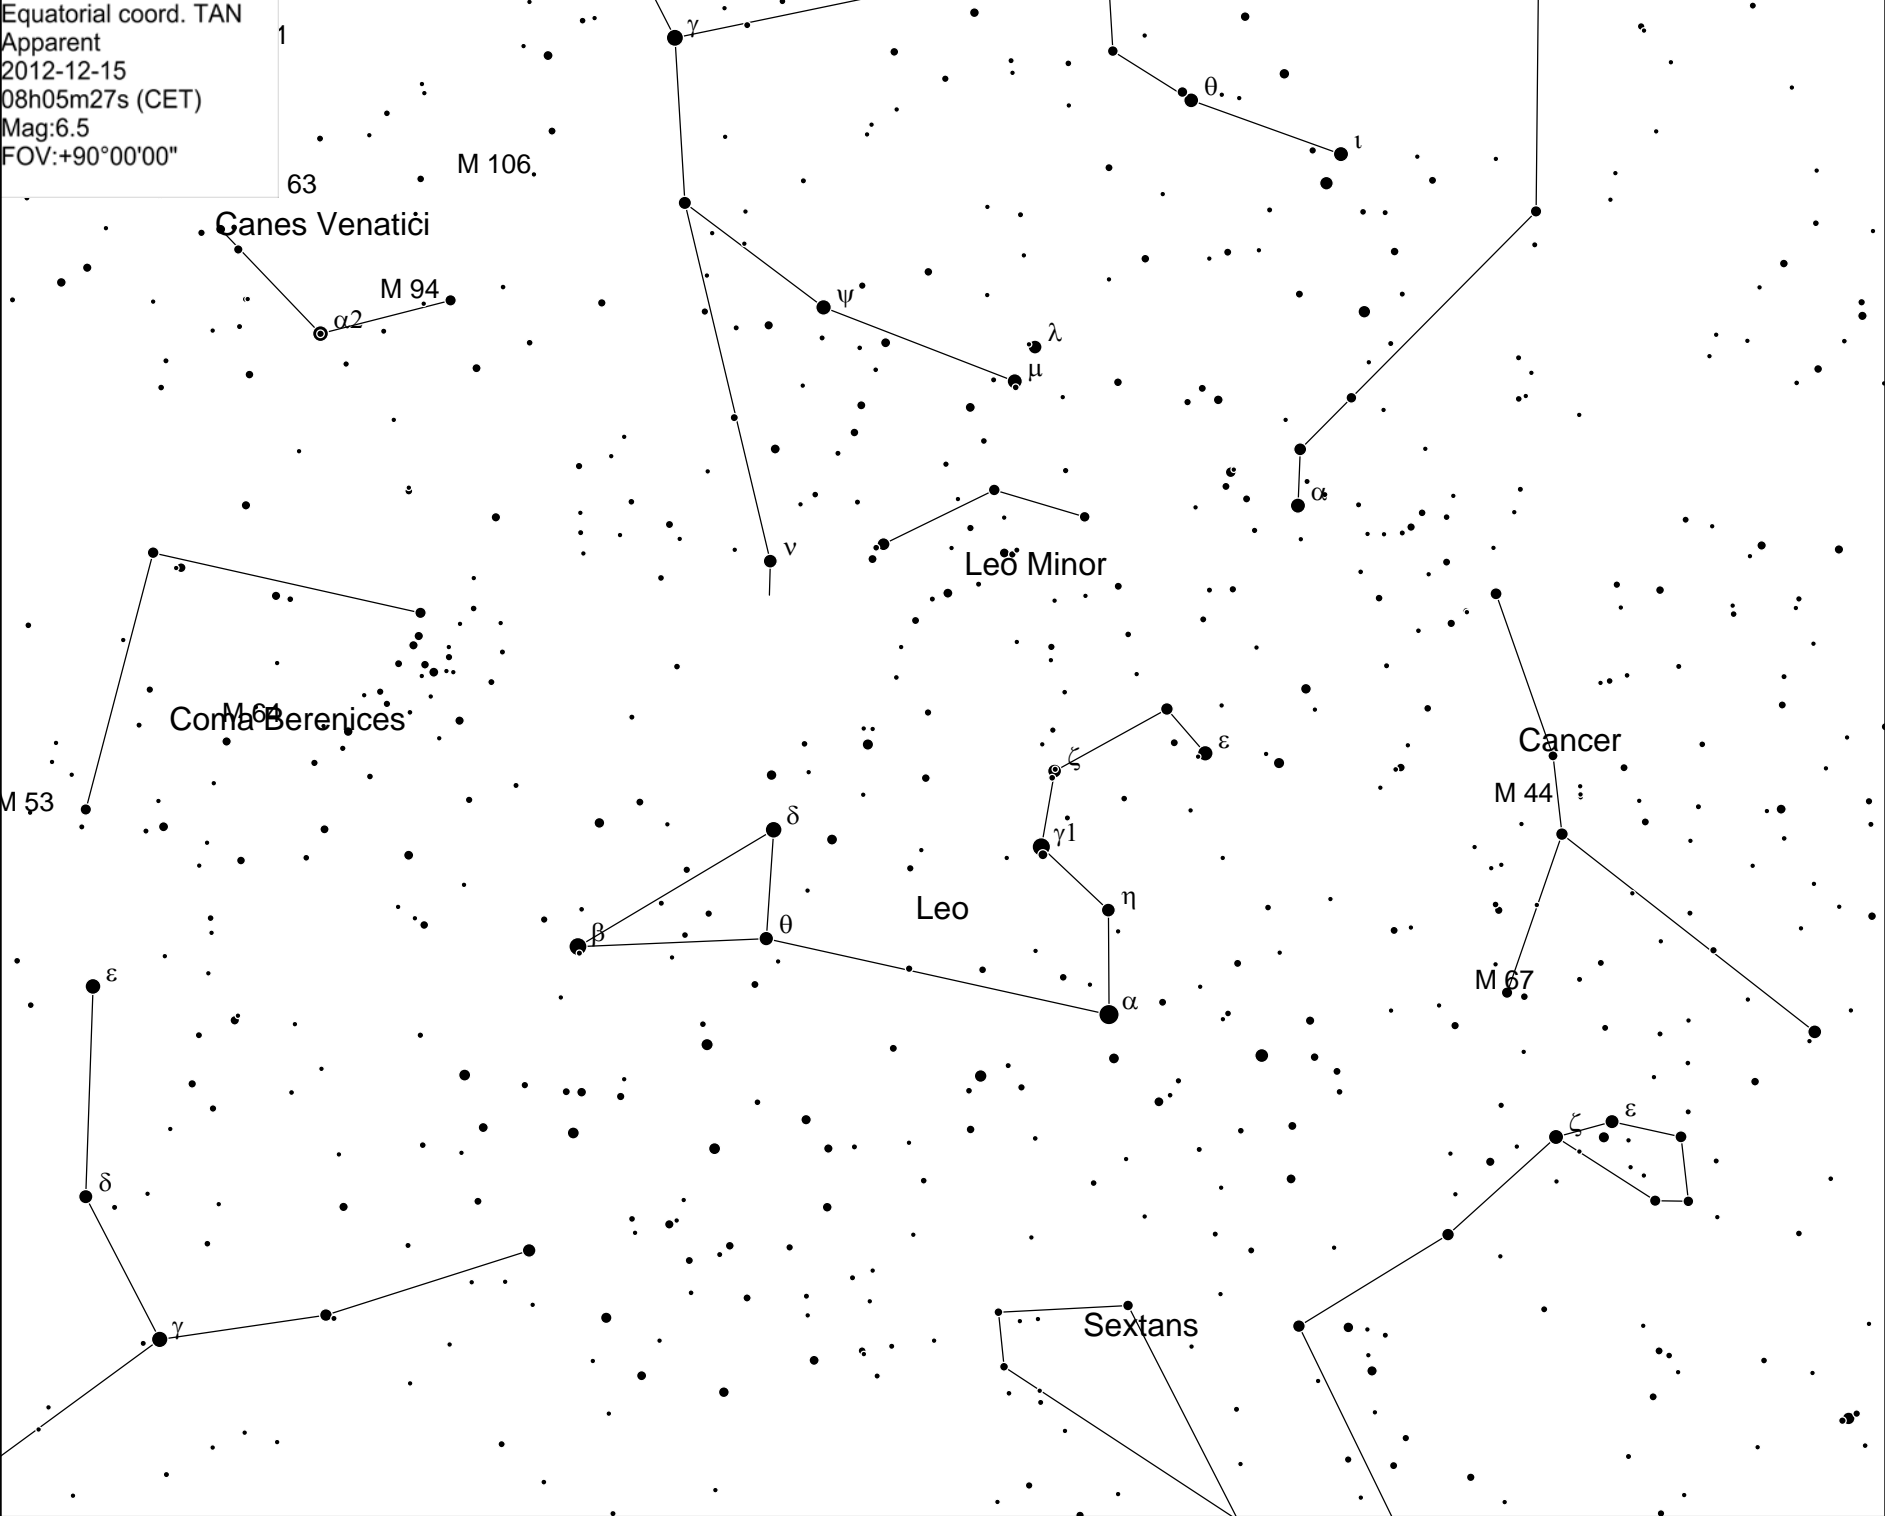 Equatorial coord. TAN
Apparent
2012-12-15
08h05m27s (CET)
Mag:6.5
FOV:+90°00'00"
1
γ
θ
ι
M 106
63
Canes Venatici
M 94
α2
ψ
λ
μ
α
ν
Leo Minor
M 64
Coma Berenices
ε
Cancer
ζ
M 44
M 53
δ
γ1
η
Leo
β
θ
ε
M 67
α
ζ
ε
δ
γ
Sextans